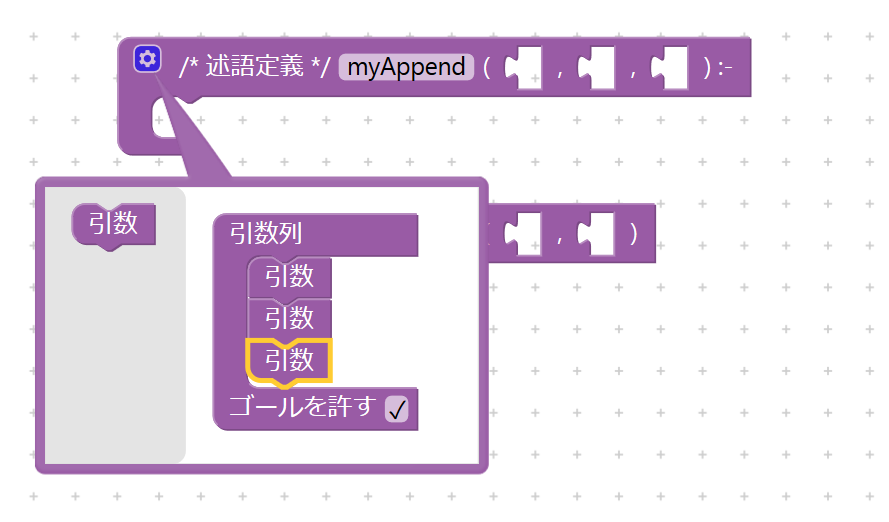 /* 述語定義 */ myAppend ( , , ) :-
( , )
引数
引数列
引数
引数
引数
ゴールを許す ✓